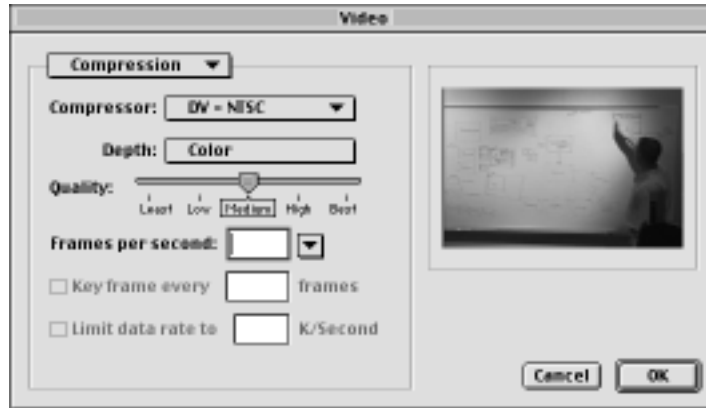 Video
Compression
Compressor: DV - NTSC
Depth: Color
Quality:
Least Low Medium High Best
Frames per second:
Key frame every frames
Limit data rate to K/Second
Cancel OK